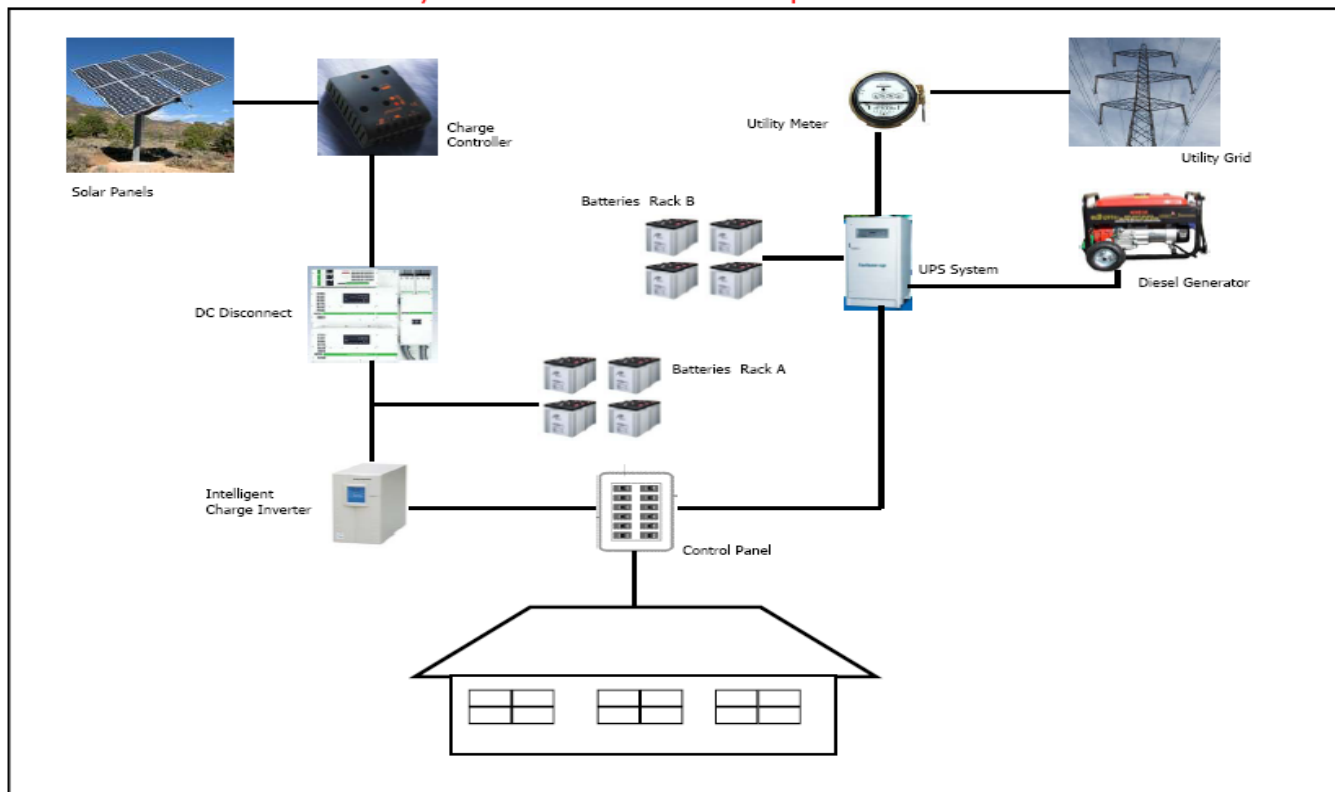 Solar Panels
Charge
Controller
Utility Meter
Utility Grid
Batteries Rack B
UPS System
Diesel Generator
DC Disconnect
Batteries Rack A
Intelligent
Charge Inverter
Control Panel